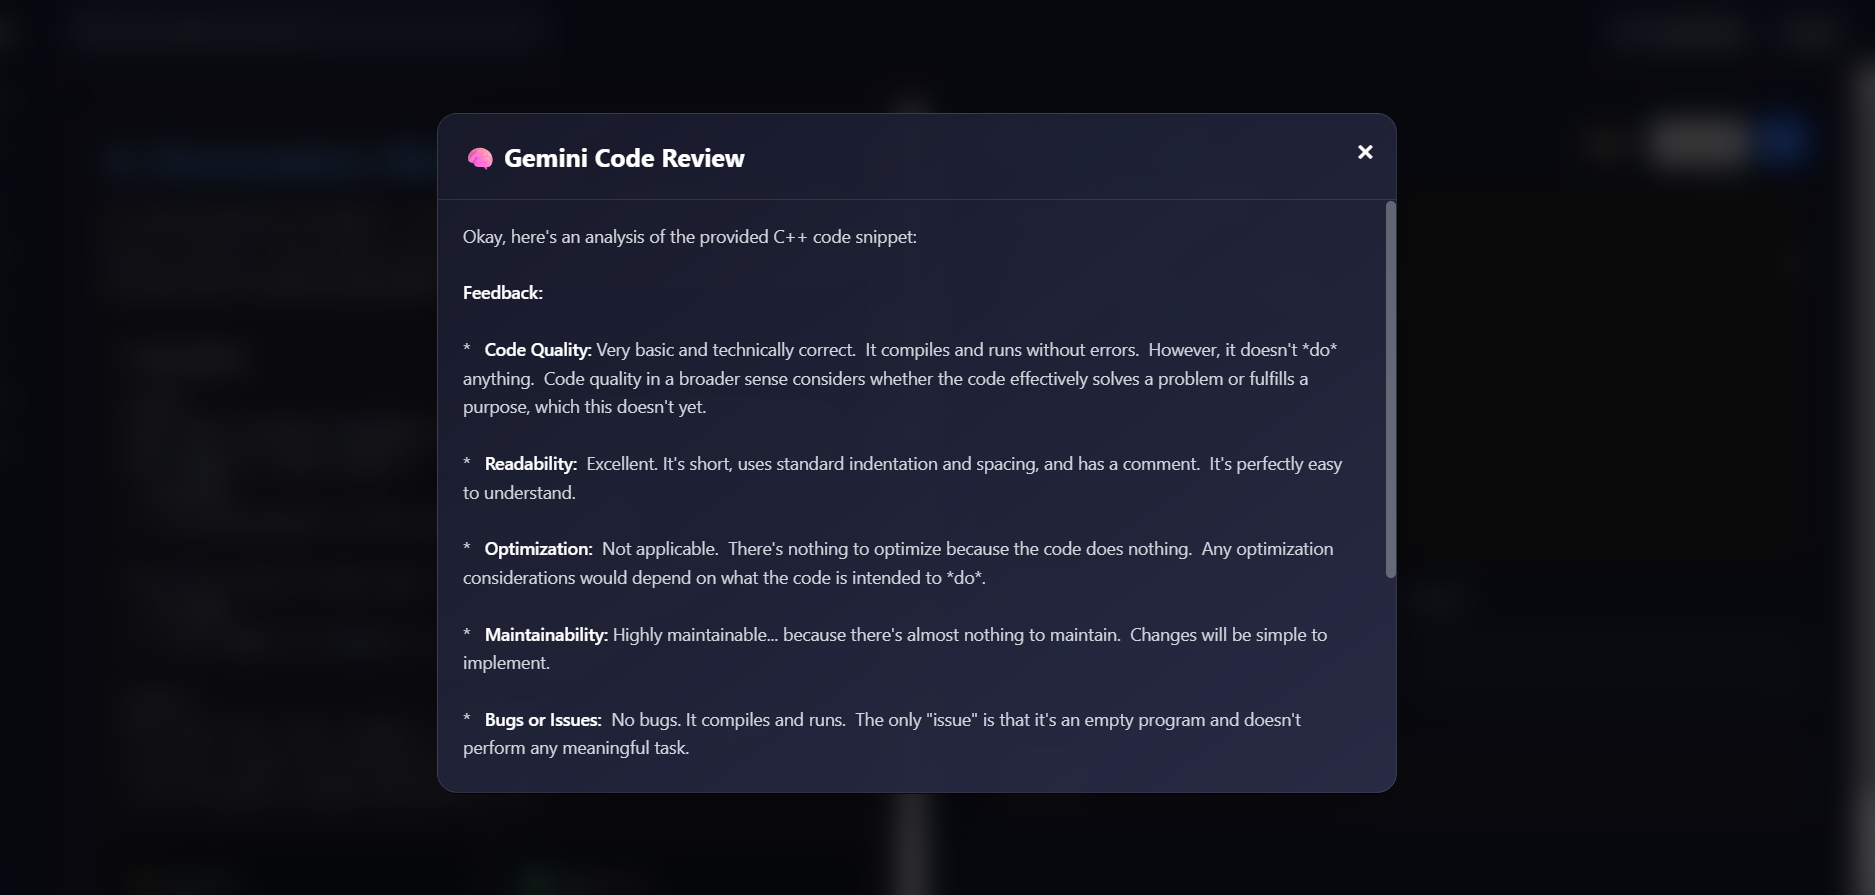 Gemini Code Review
Okay, here's an analysis of the provided C++ code snippet:
Feedback:
*   Code Quality: Very basic and technically correct.  It compiles and runs without errors.  However, it doesn't *do*
anything.  Code quality in a broader sense considers whether the code effectively solves a problem or fulfills a
purpose, which this doesn't yet.
*   Readability:  Excellent. It's short, uses standard indentation and spacing, and has a comment.  It's perfectly easy
to understand.
*   Optimization:  Not applicable.  There's nothing to optimize because the code does nothing.  Any optimization
considerations would depend on what the code is intended to *do*.
*   Maintainability: Highly maintainable... because there's almost nothing to maintain.  Changes will be simple to
implement.
*   Bugs or Issues:  No bugs. It compiles and runs.  The only "issue" is that it's an empty program and doesn't
perform any meaningful task.